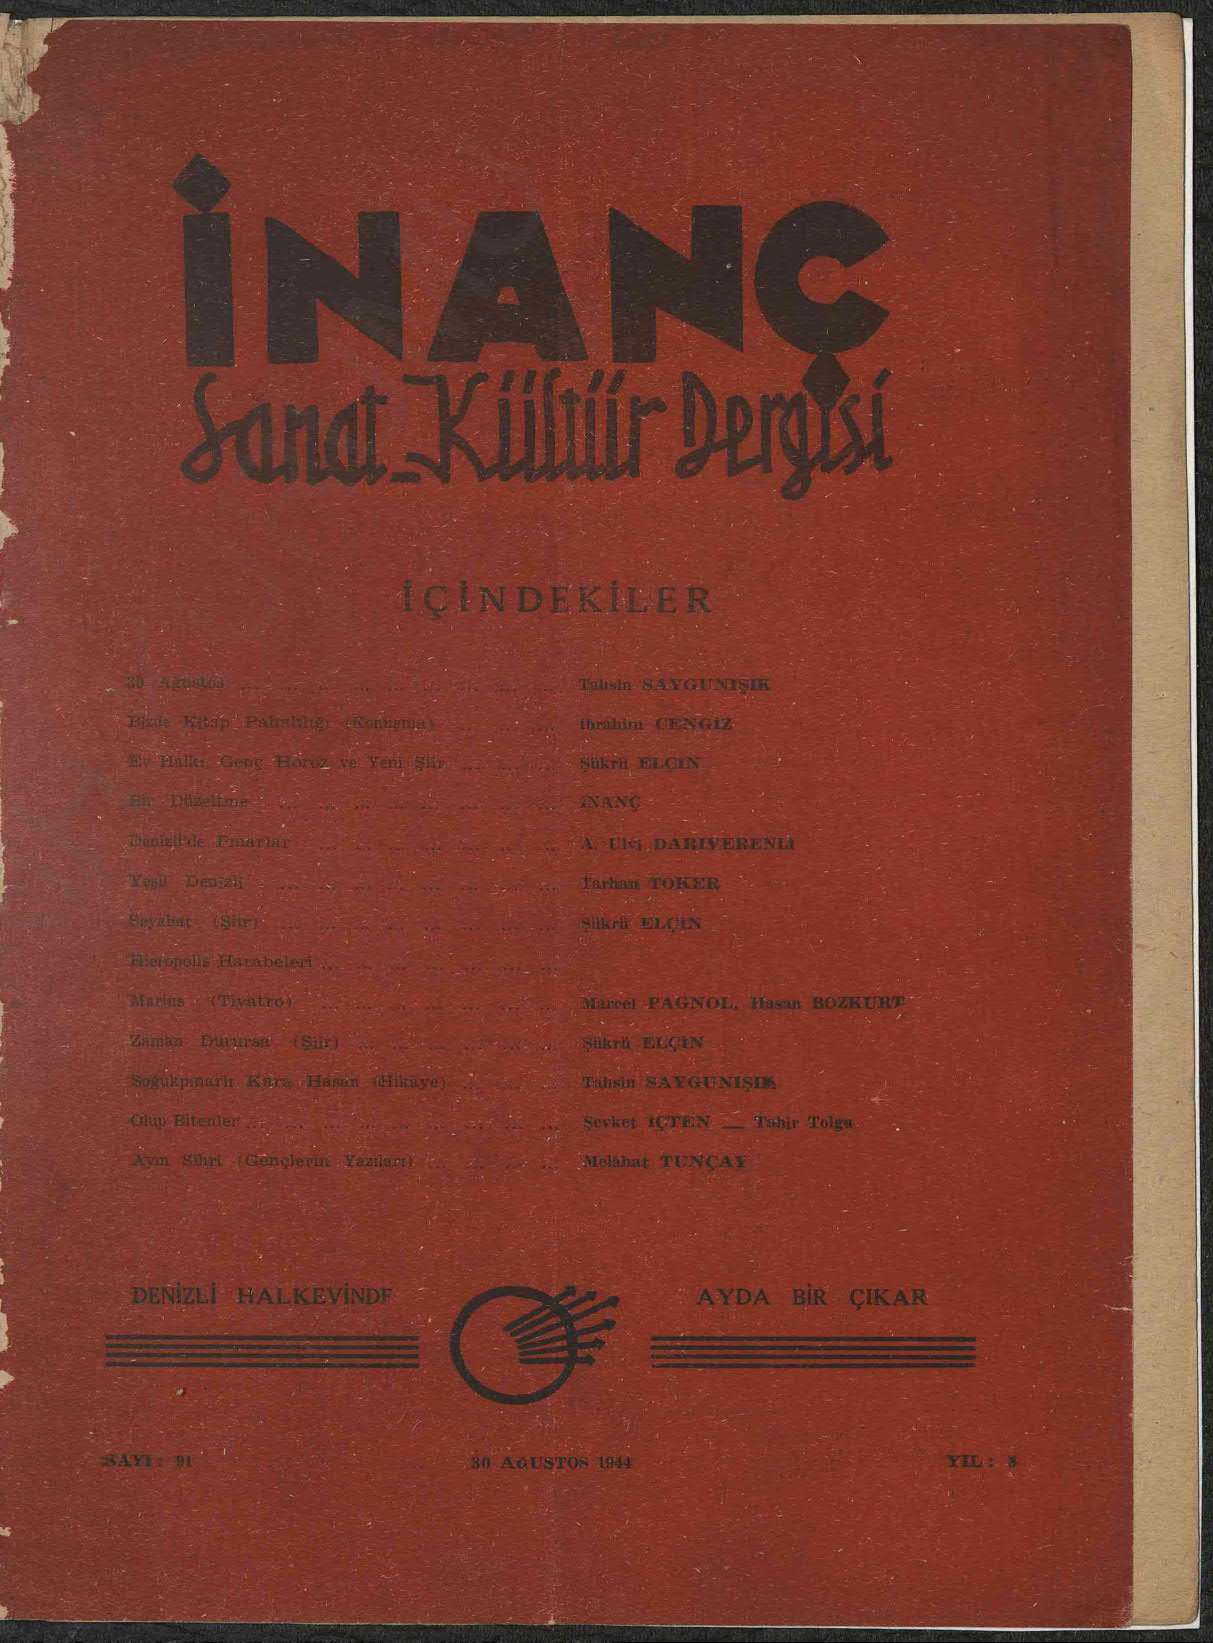 İNANÇ
Sanat-Kültür Dergisi
İÇİNDEKİLER
30 Ağustos ... ... ... ... ... ... ... ... ... Tahsin SAYGUNIŞIK
Bizde Kitap Pahalılığı (Konuşma) ... ... ... İbrahim CENGİZ
Ev Halkı, Genç Horoz ve Yeni Şiir ... ... ... Şükrü ELÇİN
Bir Düzeltme ... ... ... ... ... ... ... ... İNANÇ
Denizli'de Pınarlar ... ... ... ... ... ... ... A. Ulvi DARIVERENLİ
Yeşil Denizli ... ... ... ... ... ... ... ... Tarhan TOKER
Seyahat (Şiir) ... ... ... ... ... ... ... ... Şükrü ELÇİN
Hieropolis Harabeleri ... ... ... ... ... ... ...
Marius (Tiyatro) ... ... ... ... ... ... ... Marcel PAGNOL, Hasan BOZKURT
Zaman Durursa (Şiir) ... ... ... ... ... ... Şükrü ELÇİN
Soğukpınarlı Kara Hasan (Hikâye) ... ... ... Tahsin SAYGUNIŞIK
Olup Bitenler ... ... ... ... ... ... ... ... ... Şevket İÇTEN — Tahir Tolga
Ayın Sihri (Gençlerin Yazıları) ... ... ... ... Melâhat TUNÇAY
DENİZLİ HALKEVİNDE AYDA BİR ÇIKAR
SAYI: 91 30 AĞUSTOS 1944 YIL: 8